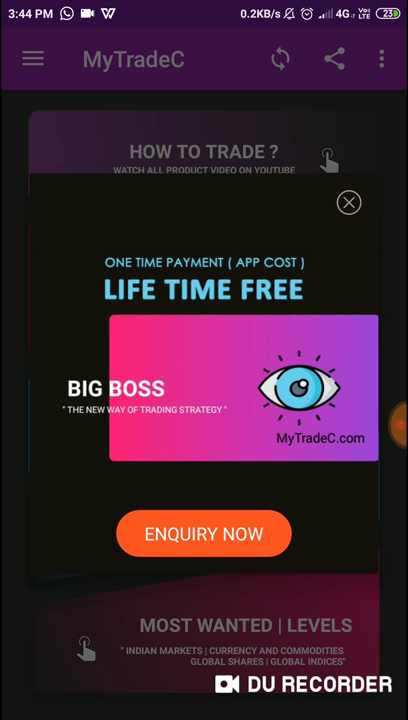 3:44 PM
0.2KB/s
4G
Vo
LTE
23
MyTradeC
HOW TO TRADE ?
WATCH ALL PRODUCT VIDEO ON YOUTUBE
ONE TIME PAYMENT ( APP COST )
LIFE TIME FREE
BIG BOSS
" THE NEW WAY OF TRADING STRATEGY "
MyTradeC.com
ENQUIRY NOW
MOST WANTED | LEVELS
" INDIAN MARKETS | CURRENCY AND COMMODITIES
GLOBAL SHARES | GLOBAL INDICES"
DU RECORDER